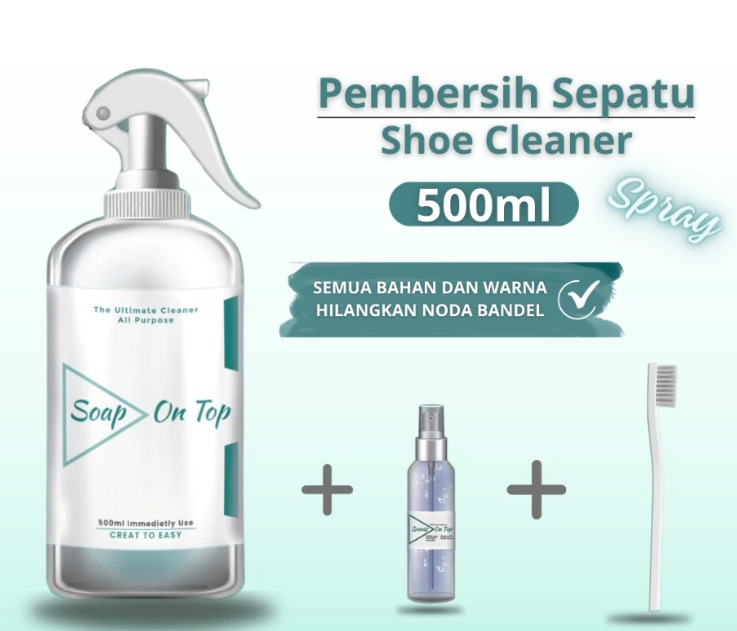 Pembersih Sepatu
Shoe Cleaner
500ml
Spray
SEMUA BAHAN DAN WARNA
HILANGKAN NODA BANDEL
The Ultimate Cleaner
All Purpose
Soap On Top
500ml Immedietly Use
CREAT TO EASY
Soap On Top